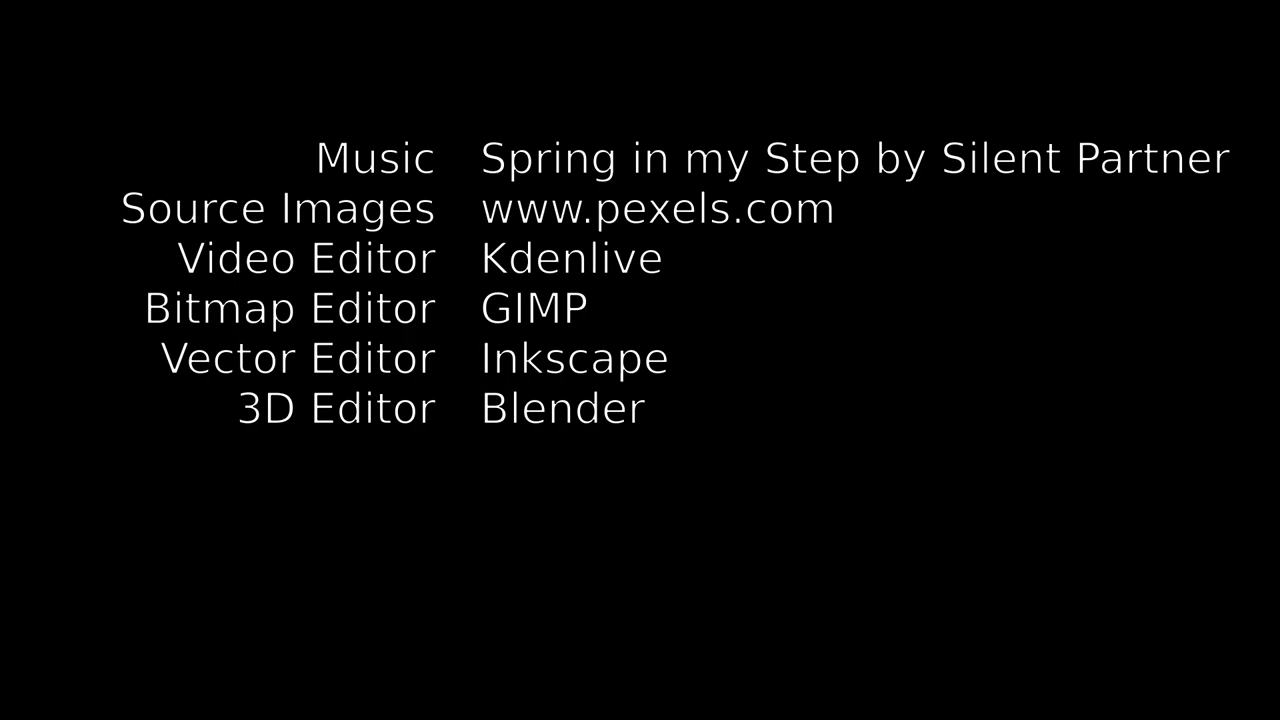 Music Spring in my Step by Silent Partner
Source Images www.pexels.com
Video Editor Kdenlive
Bitmap Editor GIMP
Vector Editor Inkscape
3D Editor Blender